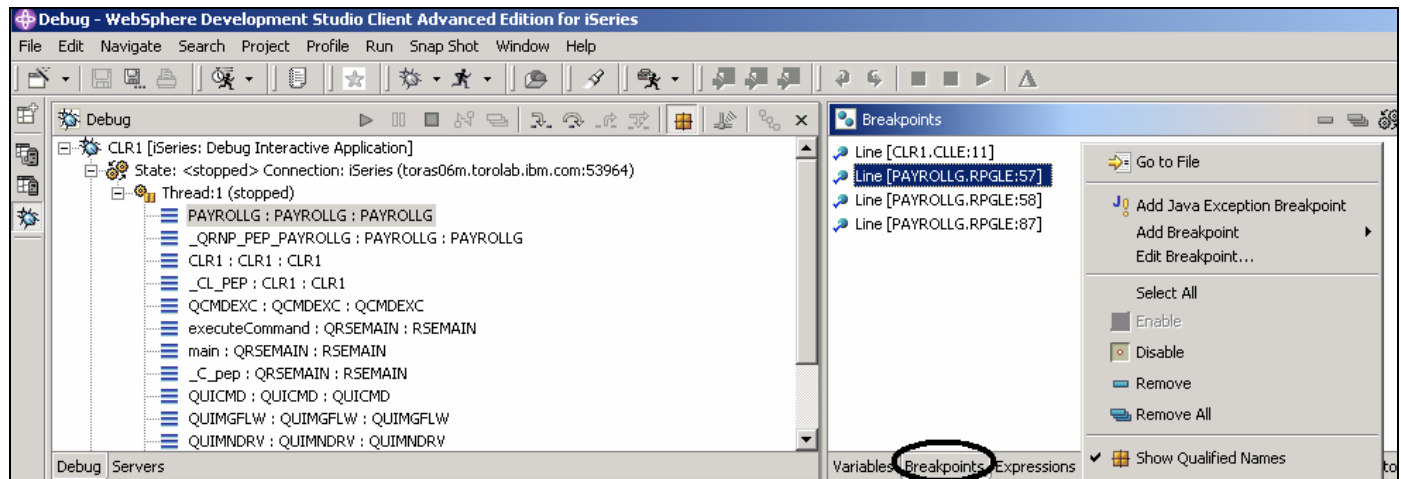 Debug - WebSphere Development Studio Client Advanced Edition for iSeries
File Edit Navigate Search Project Profile Run Snap Shot Window Help
Debug
CLR1 [iSeries: Debug Interactive Application]
State: <stopped> Connection: iSeries (toras06m.torolab.ibm.com:53964)
Thread:1 (stopped)
PAYROLLG : PAYROLLG : PAYROLLG
_QRNP_PEP_PAYROLLG : PAYROLLG : PAYROLLG
CLR1 : CLR1 : CLR1
_CL_PEP : CLR1 : CLR1
QCMDEXC : QCMDEXC : QCMDEXC
executeCommand : QRSEMAIN : RSEMAIN
main : QRSEMAIN : RSEMAIN
_C_pep : QRSEMAIN : RSEMAIN
QUICMD : QUICMD : QUICMD
QUIMGFLW : QUIMGFLW : QUIMGFLW
QUIMNDRV : QUIMNDRV : QUIMNDRV
Debug Servers
Breakpoints
Line [CLR1.CLLE:11]
Line [PAYROLLG.RPGLE:57]
Line [PAYROLLG.RPGLE:58]
Line [PAYROLLG.RPGLE:87]
Variables Breakpoints Expressions
Go to File
Add Java Exception Breakpoint
Add Breakpoint
Edit Breakpoint...
Select All
Enable
Disable
Remove
Remove All
Show Qualified Names